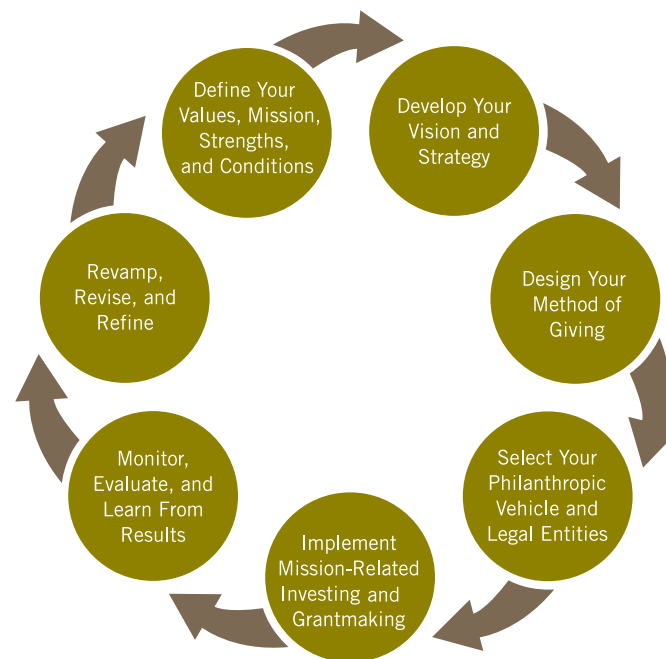 Define Your
Values, Mission,
Strengths,
and Conditions
Develop Your
Vision and
Strategy
Design Your
Method of
Giving
Select Your
Philanthropic
Vehicle and
Legal Entities
Implement
Mission-Related
Investing and
Grantmaking
Monitor,
Evaluate, and
Learn From
Results
Revamp,
Revise, and
Refine